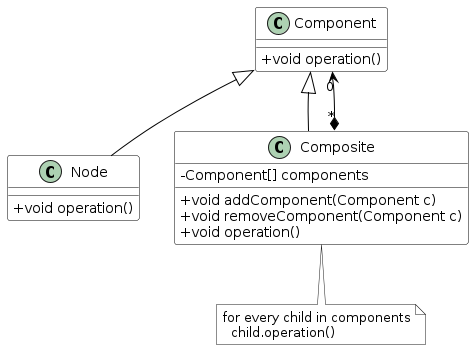 C Component
+void operation()
0
*
C Node
+void operation()
C Composite
-Component[] components
+void addComponent(Component c)
+void removeComponent(Component c)
+void operation()
for every child in components
child.operation()